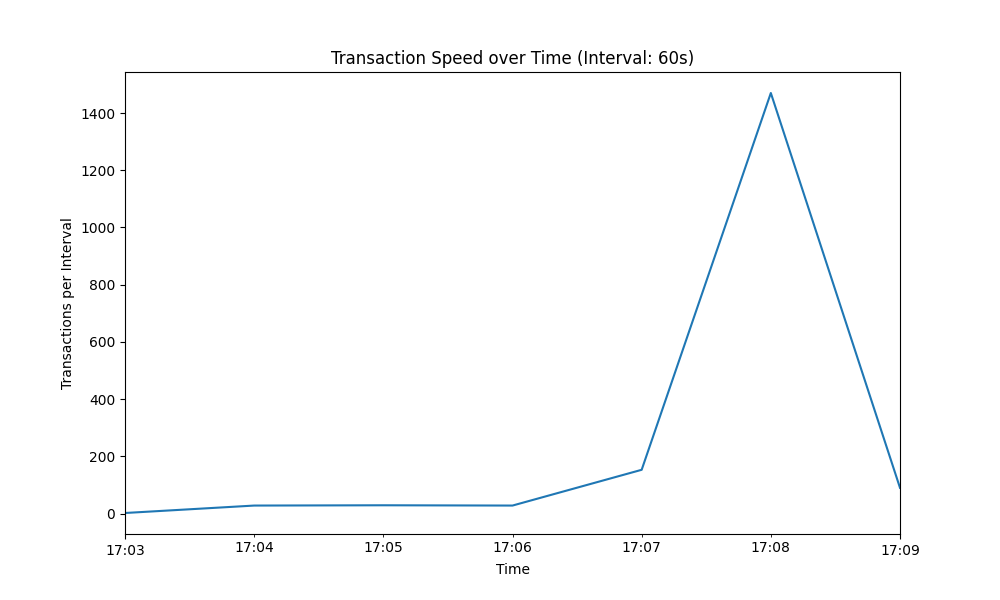 Transaction Speed over Time (Interval: 60s)
Transactions per Interval
1400
1200
1000
800
600
400
200
0
17:03 17:04 17:05 17:06 17:07 17:08 17:09
Time